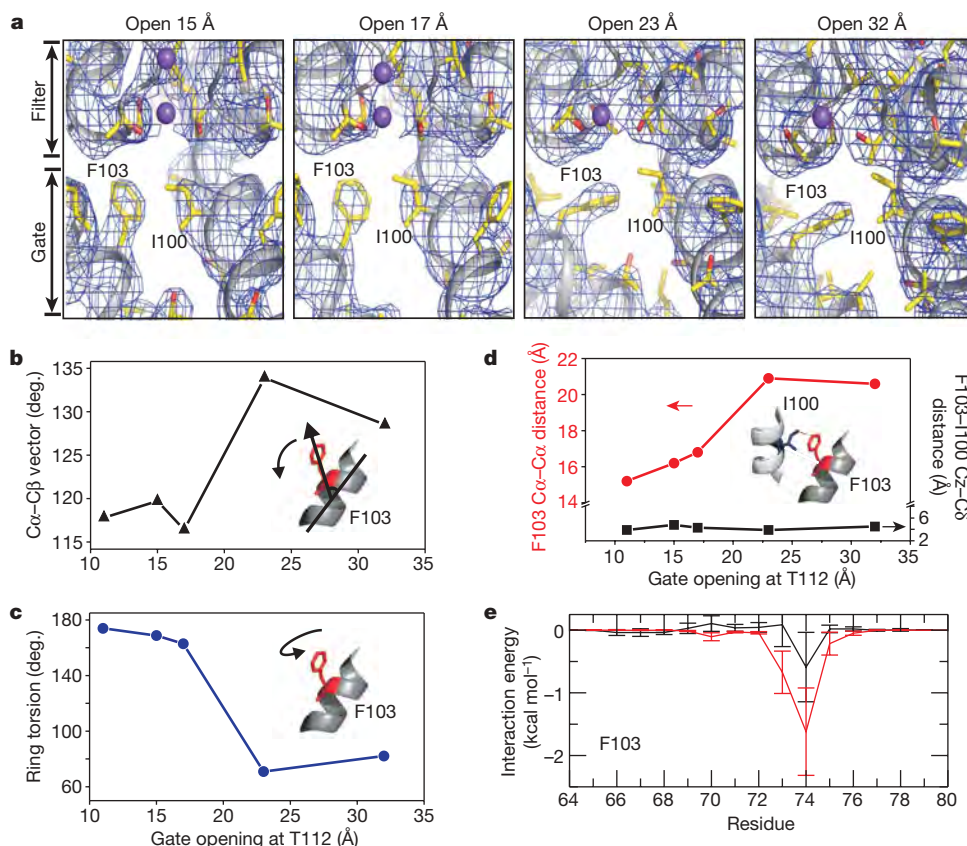 a
Open 15 Å
Open 17 Å
Open 23 Å
Open 32 Å
Filter
Gate
F103
I100
F103
I100
F103
I100
F103
I100
b
Cα–Cβ vector (deg.)
135
130
125
120
115
10 15 20 25 30 35
F103
c
Ring torsion (deg.)
180
140
100
60
10 15 20 25 30 35
Gate opening at T112 (Å)
F103
d
F103 Cα–Cα distance (Å)
22
20
18
16
14
F103–I100 Cz–Cδ
distance (Å)
6
2
I100
F103
10 15 20 25 30 35
Gate opening at T112 (Å)
e
Interaction energy
(kcal mol⁻¹)
0
−1
−2
F103
64 66 68 70 72 74 76 78 80
Residue